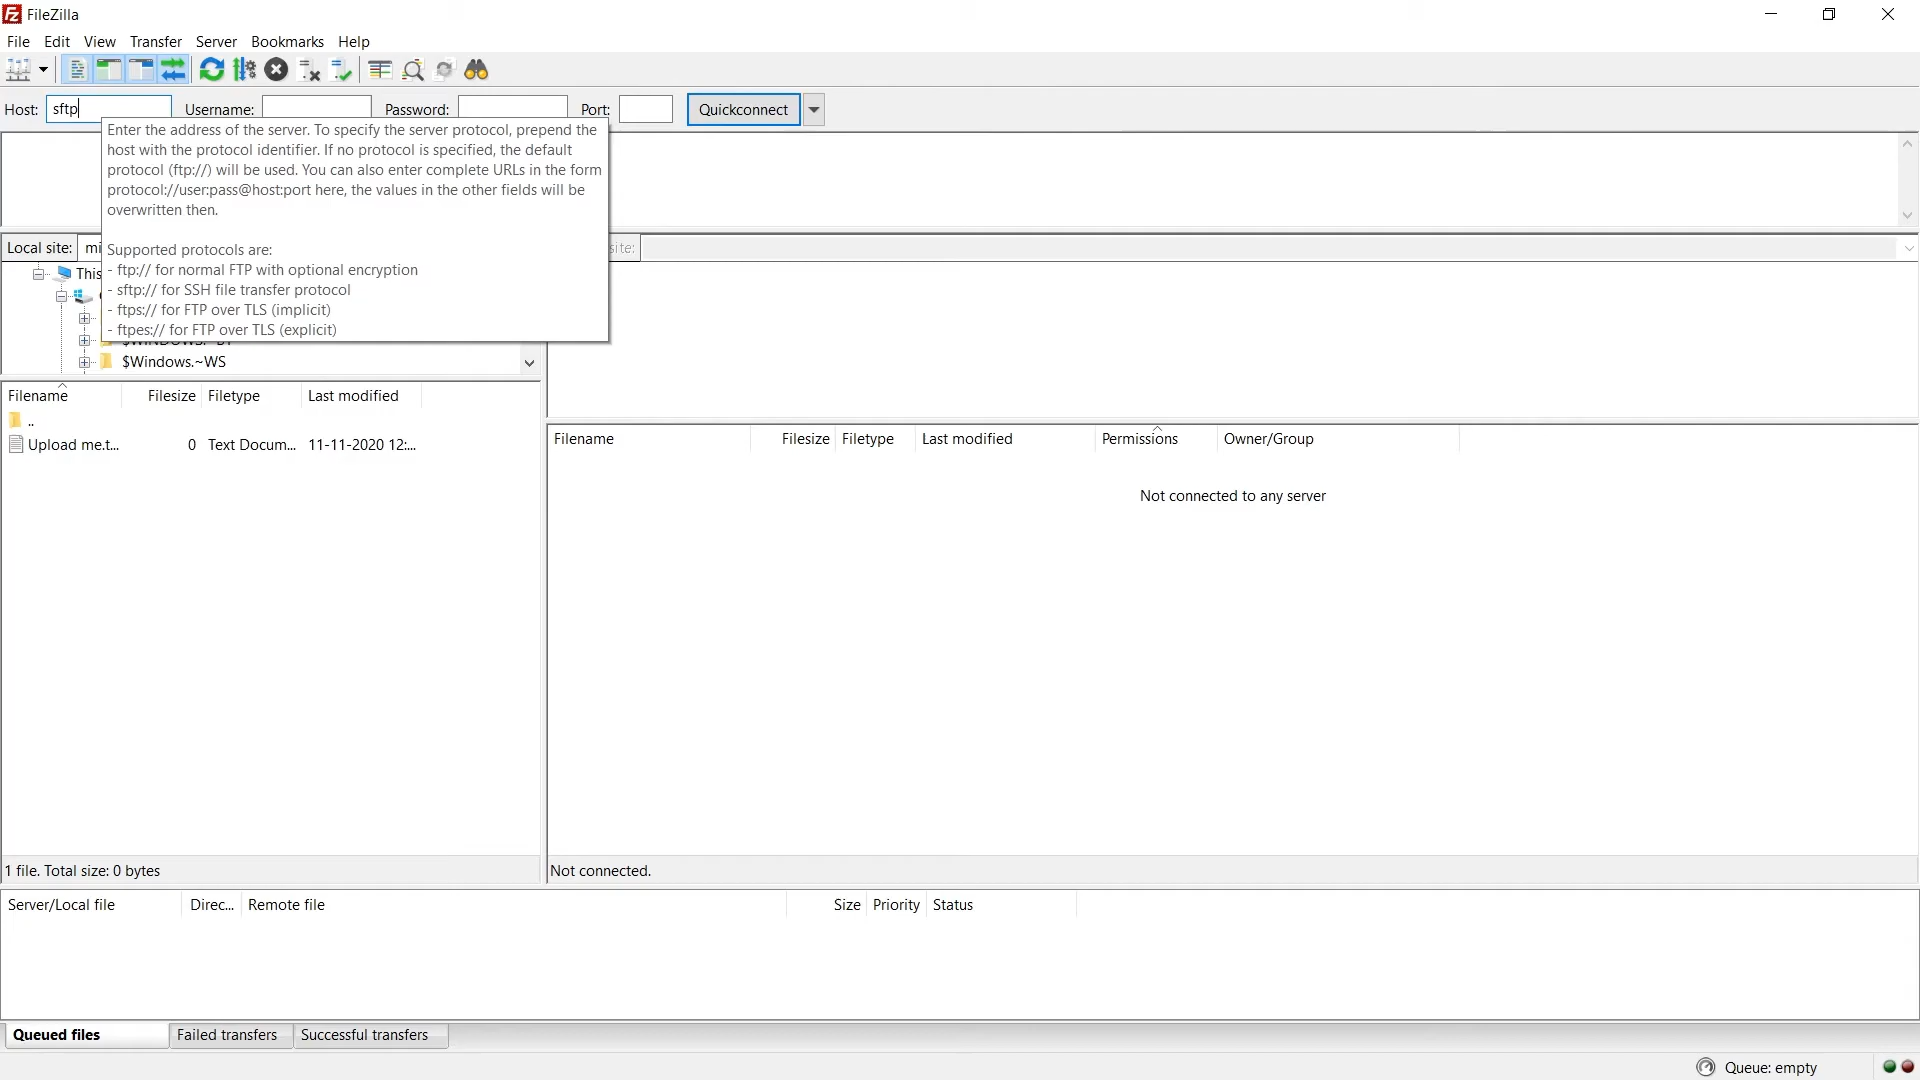 FileZilla
File Edit View Transfer Server Bookmarks Help
Host: sftp Username: Password: Port: Quickconnect
Enter the address of the server. To specify the server protocol, prepend the
host with the protocol identifier. If no protocol is specified, the default
protocol (ftp://) will be used. You can also enter complete URLs in the form
protocol://user:pass@host:port here, the values in the other fields will be
overwritten then.
Supported protocols are:
- ftp:// for normal FTP with optional encryption
- sftp:// for SSH file transfer protocol
- ftps:// for FTP over TLS (implicit)
- ftpes:// for FTP over TLS (explicit)
Local site: mi
site:
This
$Windows.~WS
Filename Filesize Filetype Last modified
..
Upload me.t... 0 Text Docum... 11-11-2020 12:...
1 file. Total size: 0 bytes
Filename Filesize Filetype Last modified Permissions Owner/Group
Not connected to any server
Not connected.
Server/Local file Direc... Remote file Size Priority Status
Queued files Failed transfers Successful transfers
Queue: empty